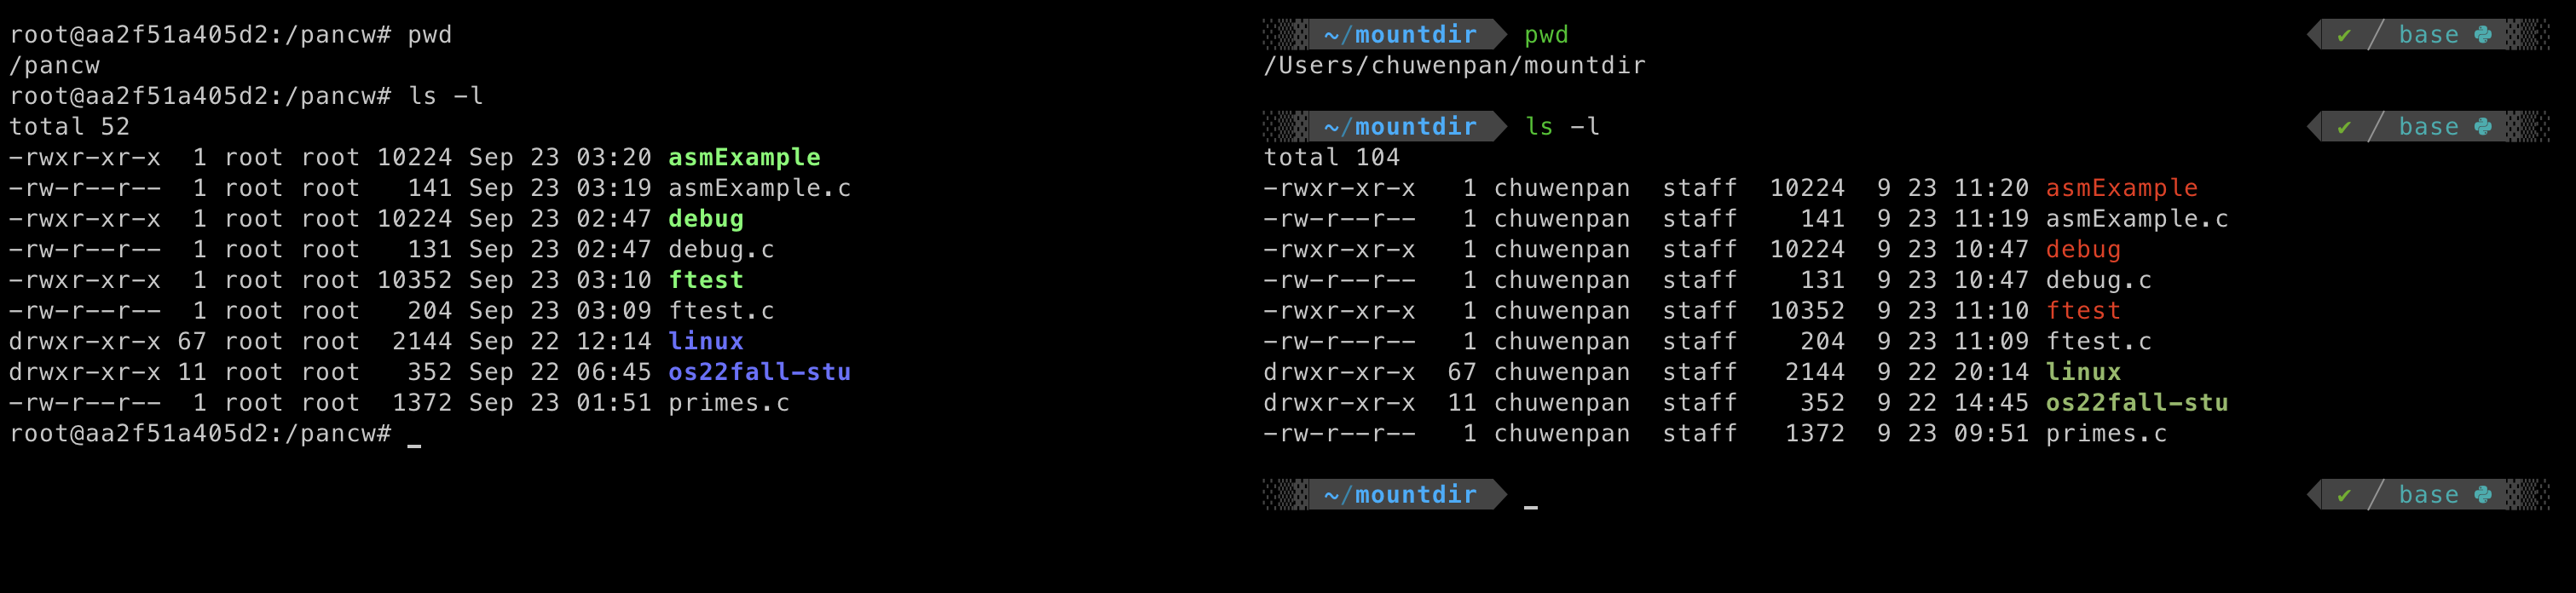 root@aa2f51a405d2:/pancw# pwd
/pancw
root@aa2f51a405d2:/pancw# ls -l
total 52
-rwxr-xr-x  1 root root 10224 Sep 23 03:20 asmExample
-rw-r--r--  1 root root   141 Sep 23 03:19 asmExample.c
-rwxr-xr-x  1 root root 10224 Sep 23 02:47 debug
-rw-r--r--  1 root root   131 Sep 23 02:47 debug.c
-rwxr-xr-x  1 root root 10352 Sep 23 03:10 ftest
-rw-r--r--  1 root root   204 Sep 23 03:09 ftest.c
drwxr-xr-x 67 root root  2144 Sep 22 12:14 linux
drwxr-xr-x 11 root root   352 Sep 22 06:45 os22fall-stu
-rw-r--r--  1 root root  1372 Sep 23 01:51 primes.c
root@aa2f51a405d2:/pancw# _
~/mountdir pwd ✔ / base
/Users/chuwenpan/mountdir
~/mountdir ls -l ✔ / base
total 104
-rwxr-xr-x   1 chuwenpan  staff  10224  9 23 11:20 asmExample
-rw-r--r--   1 chuwenpan  staff    141  9 23 11:19 asmExample.c
-rwxr-xr-x   1 chuwenpan  staff  10224  9 23 10:47 debug
-rw-r--r--   1 chuwenpan  staff    131  9 23 10:47 debug.c
-rwxr-xr-x   1 chuwenpan  staff  10352  9 23 11:10 ftest
-rw-r--r--   1 chuwenpan  staff    204  9 23 11:09 ftest.c
drwxr-xr-x  67 chuwenpan  staff   2144  9 22 20:14 linux
drwxr-xr-x  11 chuwenpan  staff    352  9 22 14:45 os22fall-stu
-rw-r--r--   1 chuwenpan  staff   1372  9 23 09:51 primes.c
~/mountdir _ ✔ / base